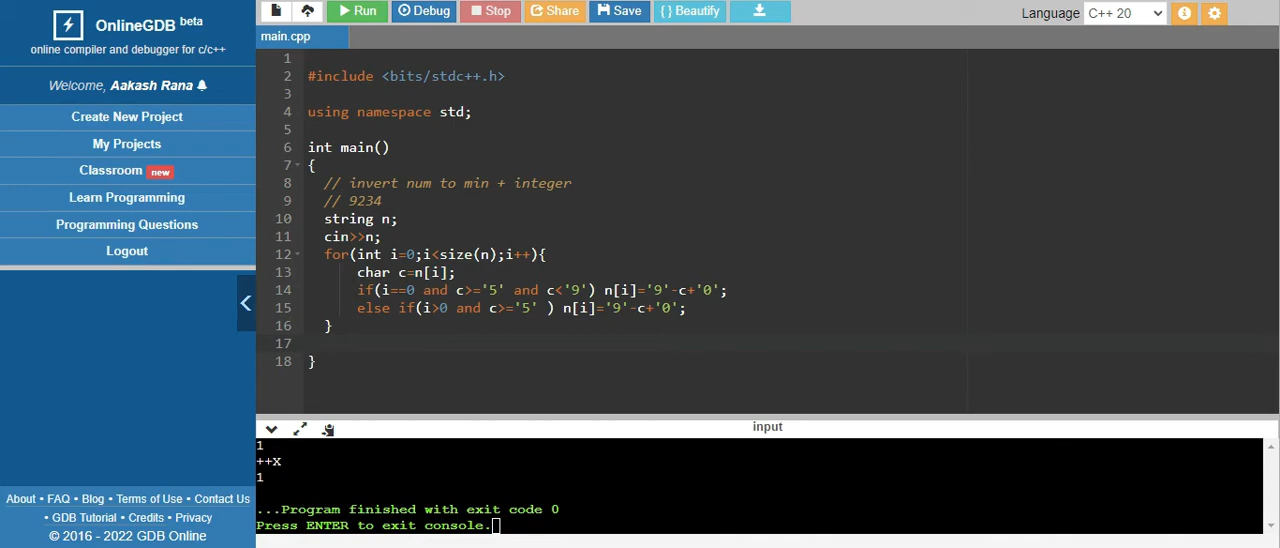 OnlineGDB beta
online compiler and debugger for c/c++
Welcome, Aakash Rana
Create New Project
My Projects
Classroom new
Learn Programming
Programming Questions
Logout
About • FAQ • Blog • Terms of Use • Contact Us
• GDB Tutorial • Credits • Privacy
© 2016 - 2022 GDB Online
Run Debug Stop Share Save { } Beautify Language C++ 20
main.cpp
1
2 #include <bits/stdc++.h>
3
4 using namespace std;
5
6 int main()
7 {
8 // invert num to min + integer
9 // 9234
10 string n;
11 cin>>n;
12 for(int i=0;i<size(n);i++){
13 char c=n[i];
14 if(i==0 and c>='5' and c<'9') n[i]='9'-c+'0';
15 else if(i>0 and c>='5' ) n[i]='9'-c+'0';
16 }
17
18 }
input
1
++x
1
...Program finished with exit code 0
Press ENTER to exit console.